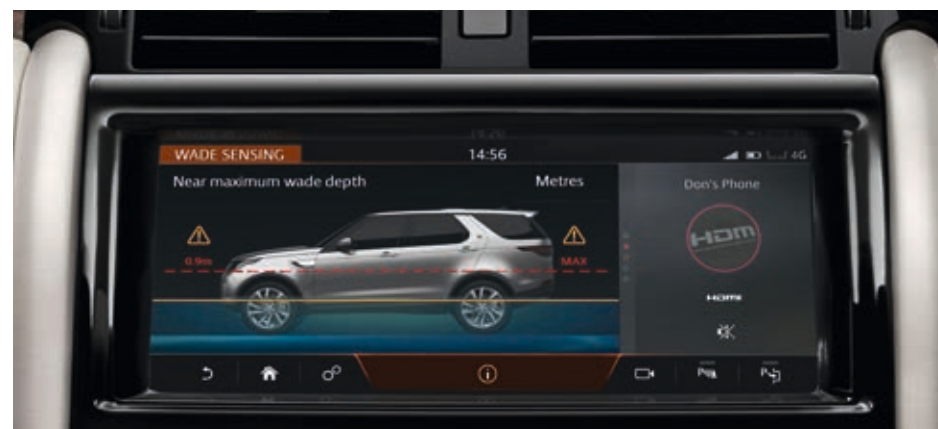 WADE SENSING
14:56
4G
Near maximum wade depth
Metres
Don's Phone
0.9m
MAX
HDMI
HDMI